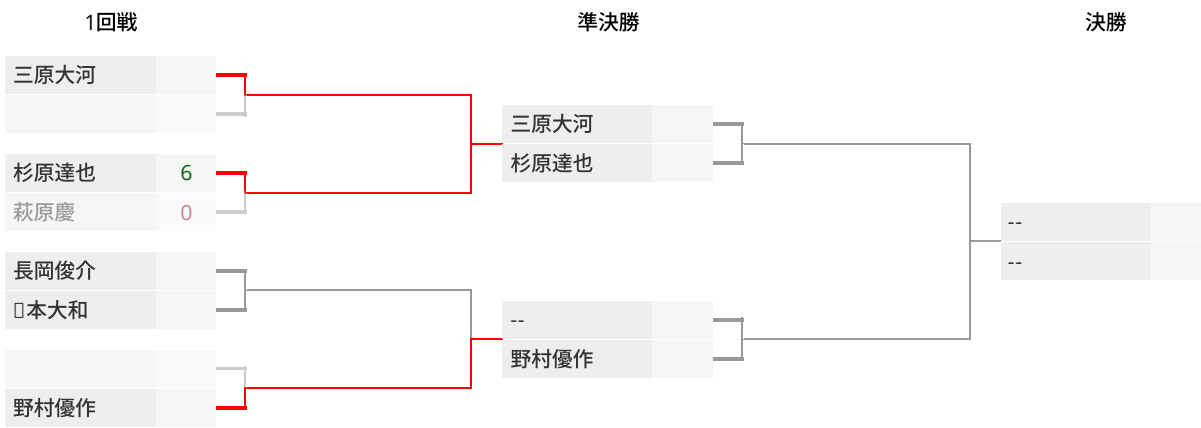 1回戦
準決勝
決勝
三原大河
杉原達也 6
萩原慶 0
長岡俊介
本大和
野村優作
三原大河
杉原達也
--
野村優作
--
--